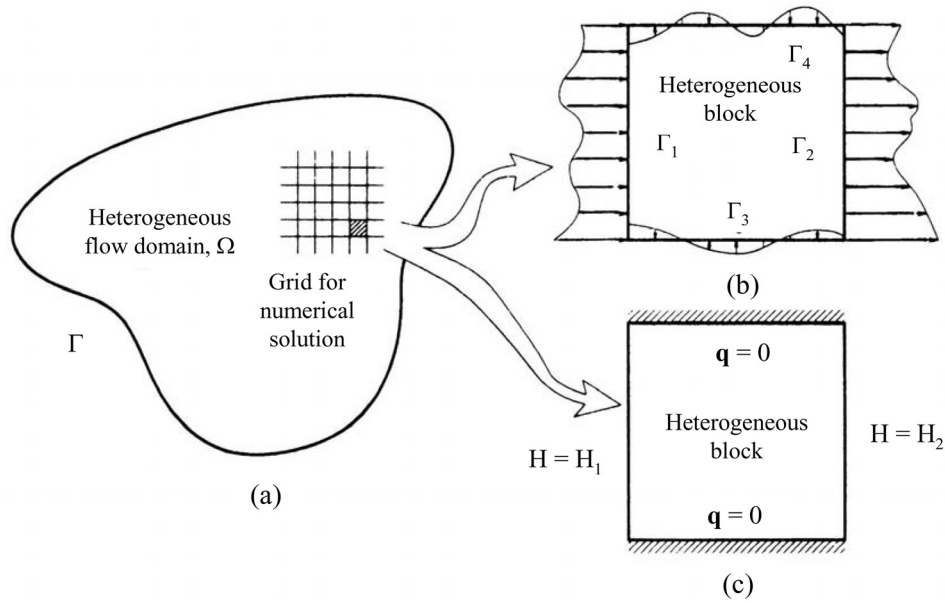 Heterogeneous
flow domain, Ω
Grid for
numerical
solution
Γ
(a)
Γ₄
Heterogeneous
block
Γ₁
Γ₂
Γ₃
(b)
q = 0
Heterogeneous
block
H = H₁
H = H₂
q = 0
(c)